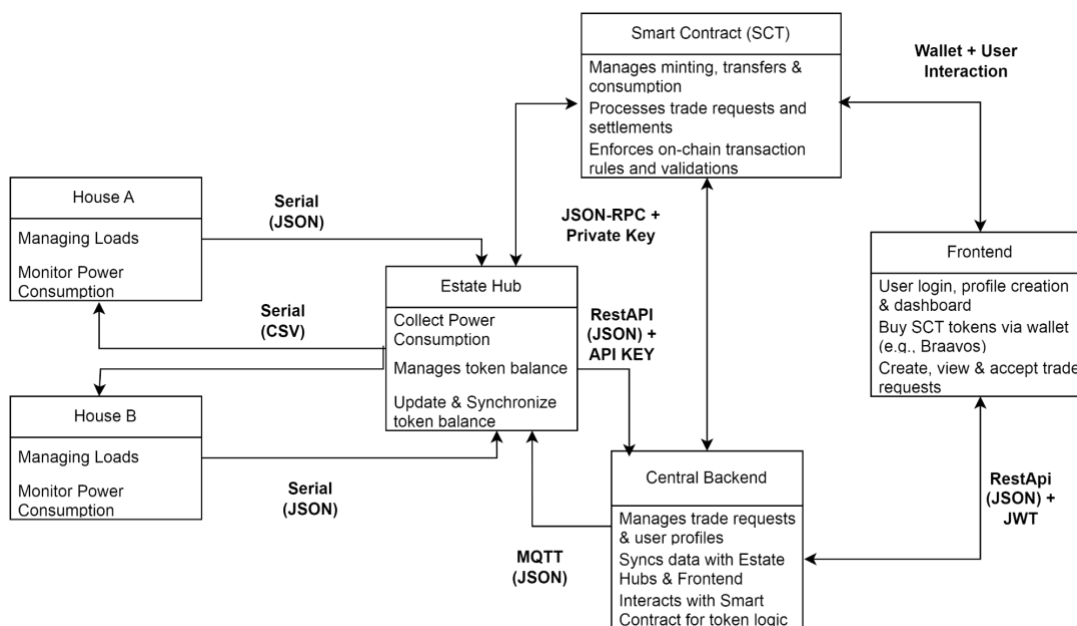 Smart Contract (SCT)
Manages minting, transfers &
consumption
Processes trade requests and
settlements
Enforces on-chain transaction
rules and validations
Wallet + User
Interaction
House A
Managing Loads
Monitor Power
Consumption
Serial
(JSON)
JSON-RPC +
Private Key
Frontend
User login, profile creation
& dashboard
Buy SCT tokens via wallet
(e.g., Braavos)
Create, view & accept trade
requests
Estate Hub
Collect Power
Consumption
Manages token balance
Update & Synchronize
token balance
Serial
(CSV)
RestAPI
(JSON) +
API KEY
House B
Managing Loads
Monitor Power
Consumption
Serial
(JSON)
MQTT
(JSON)
Central Backend
Manages trade requests
& user profiles
Syncs data with Estate
Hubs & Frontend
Interacts with Smart
Contract for token logic
RestApi
(JSON) +
JWT